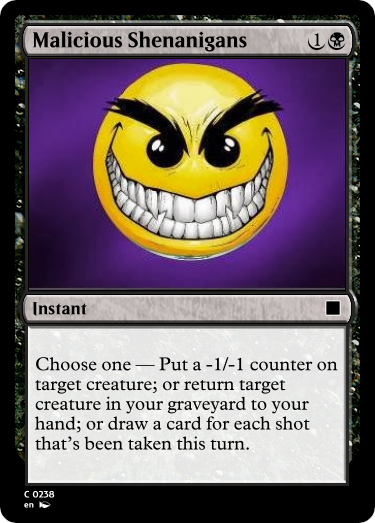 Malicious Shenanigans 1
Instant
Choose one — Put a -1/-1 counter on
target creature; or return target
creature in your graveyard to your
hand; or draw a card for each shot
that's been taken this turn.
C 0238
en